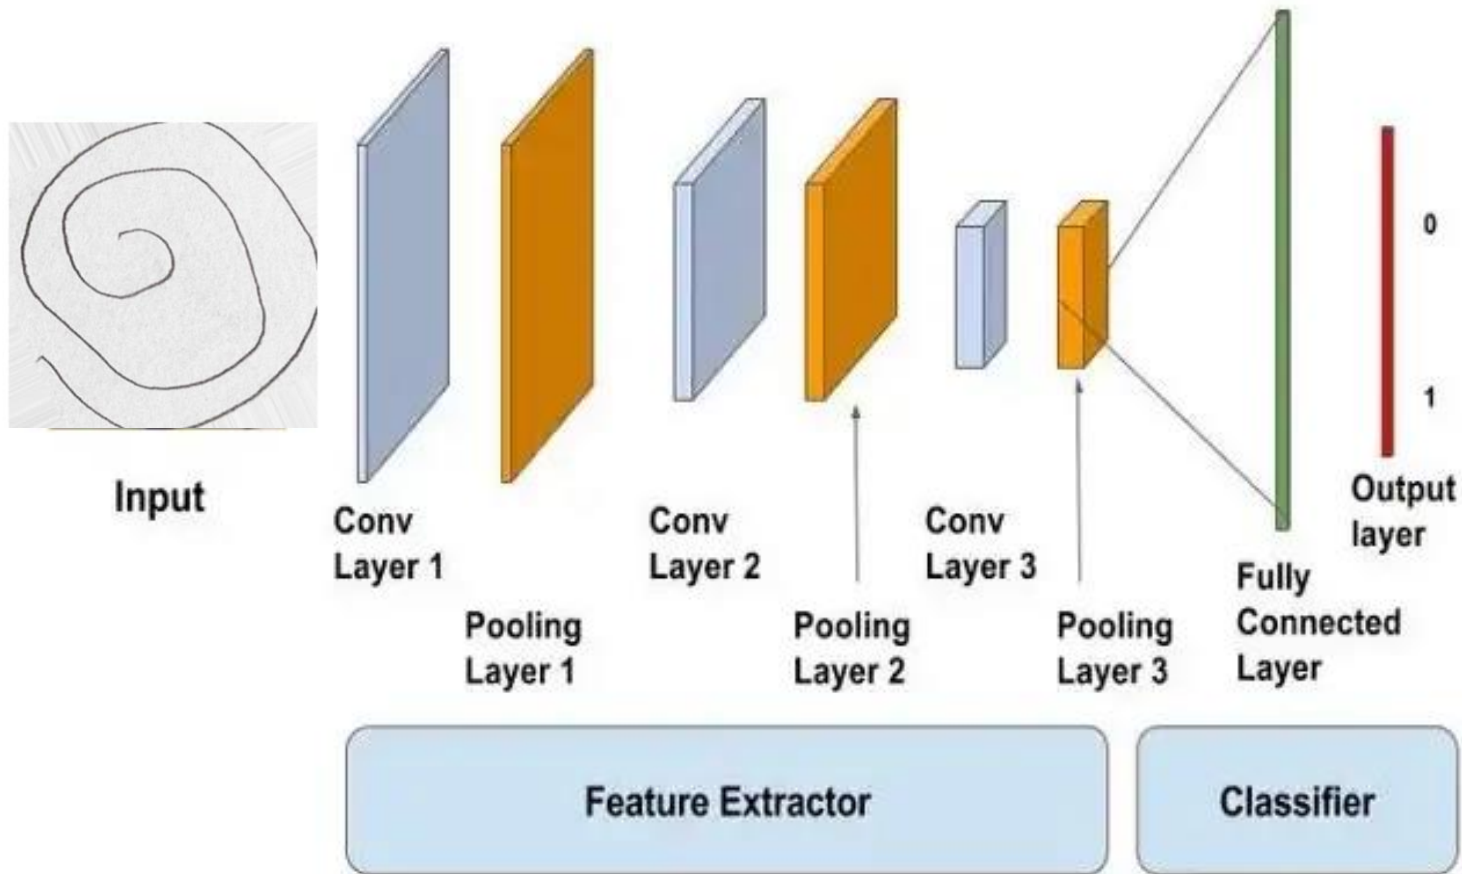 Input
Conv
Layer 1
Pooling
Layer 1
Conv
Layer 2
Pooling
Layer 2
Conv
Layer 3
Pooling
Layer 3
Fully
Connected
Layer
0
1
Output
layer
Feature Extractor
Classifier